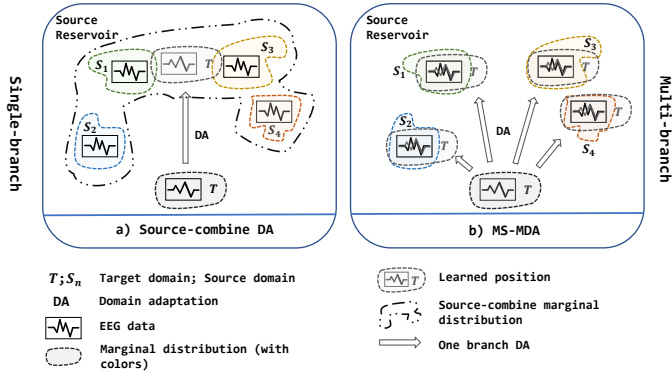 Single-branch
Source
Reservoir
S1
T
S3
S2
S4
DA
T
a) Source-combine DA
Source
Reservoir
S1
T
S3
T
S2
T
DA
T
S4
T
b) MS-MDA
Multi-branch
T;Sn Target domain; Source domain
DA Domain adaptation
EEG data
Marginal distribution (with
colors)
T Learned position
Source-combine marginal
distribution
One branch DA